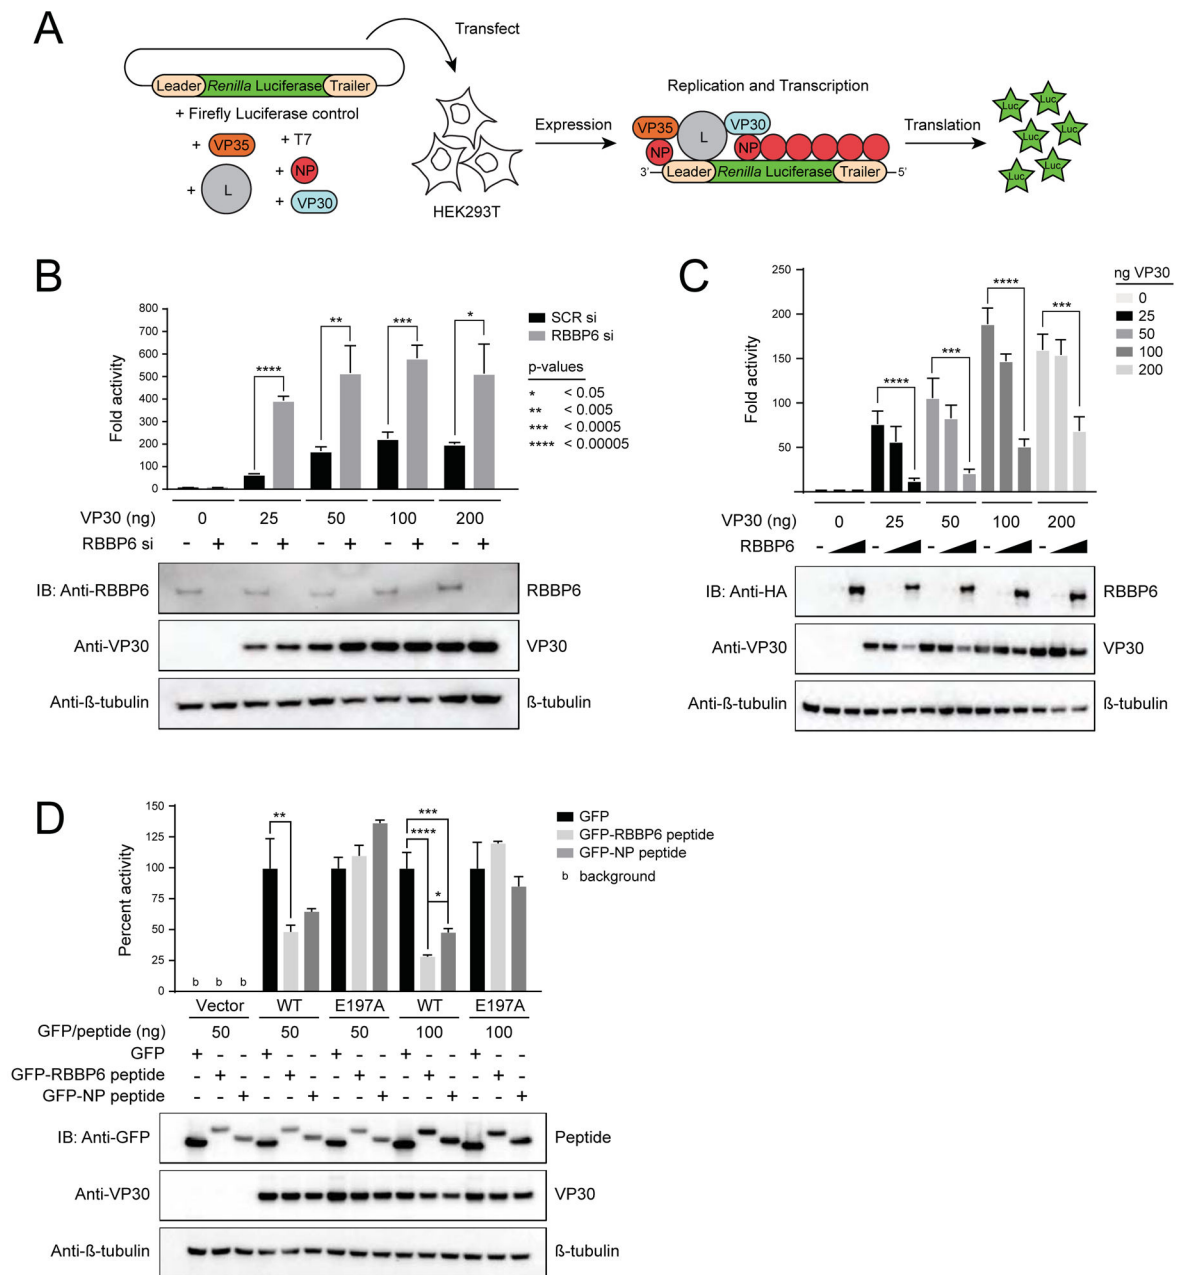 A
Transfect
Leader Renilla Luciferase Trailer
+ Firefly Luciferase control
+ VP35 + T7
+ L + NP
+ VP30
HEK293T
Expression
Replication and Transcription
VP35 L VP30
NP NP
3' Leader Renilla Luciferase Trailer 5'
Translation
Luc
Luc
Luc
Luc
Luc
Luc
B
Fold activity
800
700
600
500
400
300
200
100
0
**** ** *** *
SCR si
RBBP6 si
p-values
* < 0.05
** < 0.005
*** < 0.0005
**** < 0.00005
VP30 (ng) 0 25 50 100 200
RBBP6 si - + - + - + - + - +
IB: Anti-RBBP6 RBBP6
Anti-VP30 VP30
Anti-ß-tubulin ß-tubulin
C
Fold activity
250
200
150
100
50
**** *** **** ***
ng VP30
0
25
50
100
200
VP30 (ng) 0 25 50 100 200
RBBP6 - - - - -
IB: Anti-HA RBBP6
Anti-VP30 VP30
Anti-ß-tubulin ß-tubulin
D
Percent activity
150
125
100
75
50
25
0
b b b
** *** **** *
GFP
GFP-RBBP6 peptide
GFP-NP peptide
b background
Vector WT E197A WT E197A
GFP/peptide (ng) 50 50 50 100 100
GFP + - - + - - + - - + - - + - -
GFP-RBBP6 peptide - + - - + - - + - - + - - + -
GFP-NP peptide - - + - - + - - + - - + - - +
IB: Anti-GFP Peptide
Anti-VP30 VP30
Anti-ß-tubulin ß-tubulin